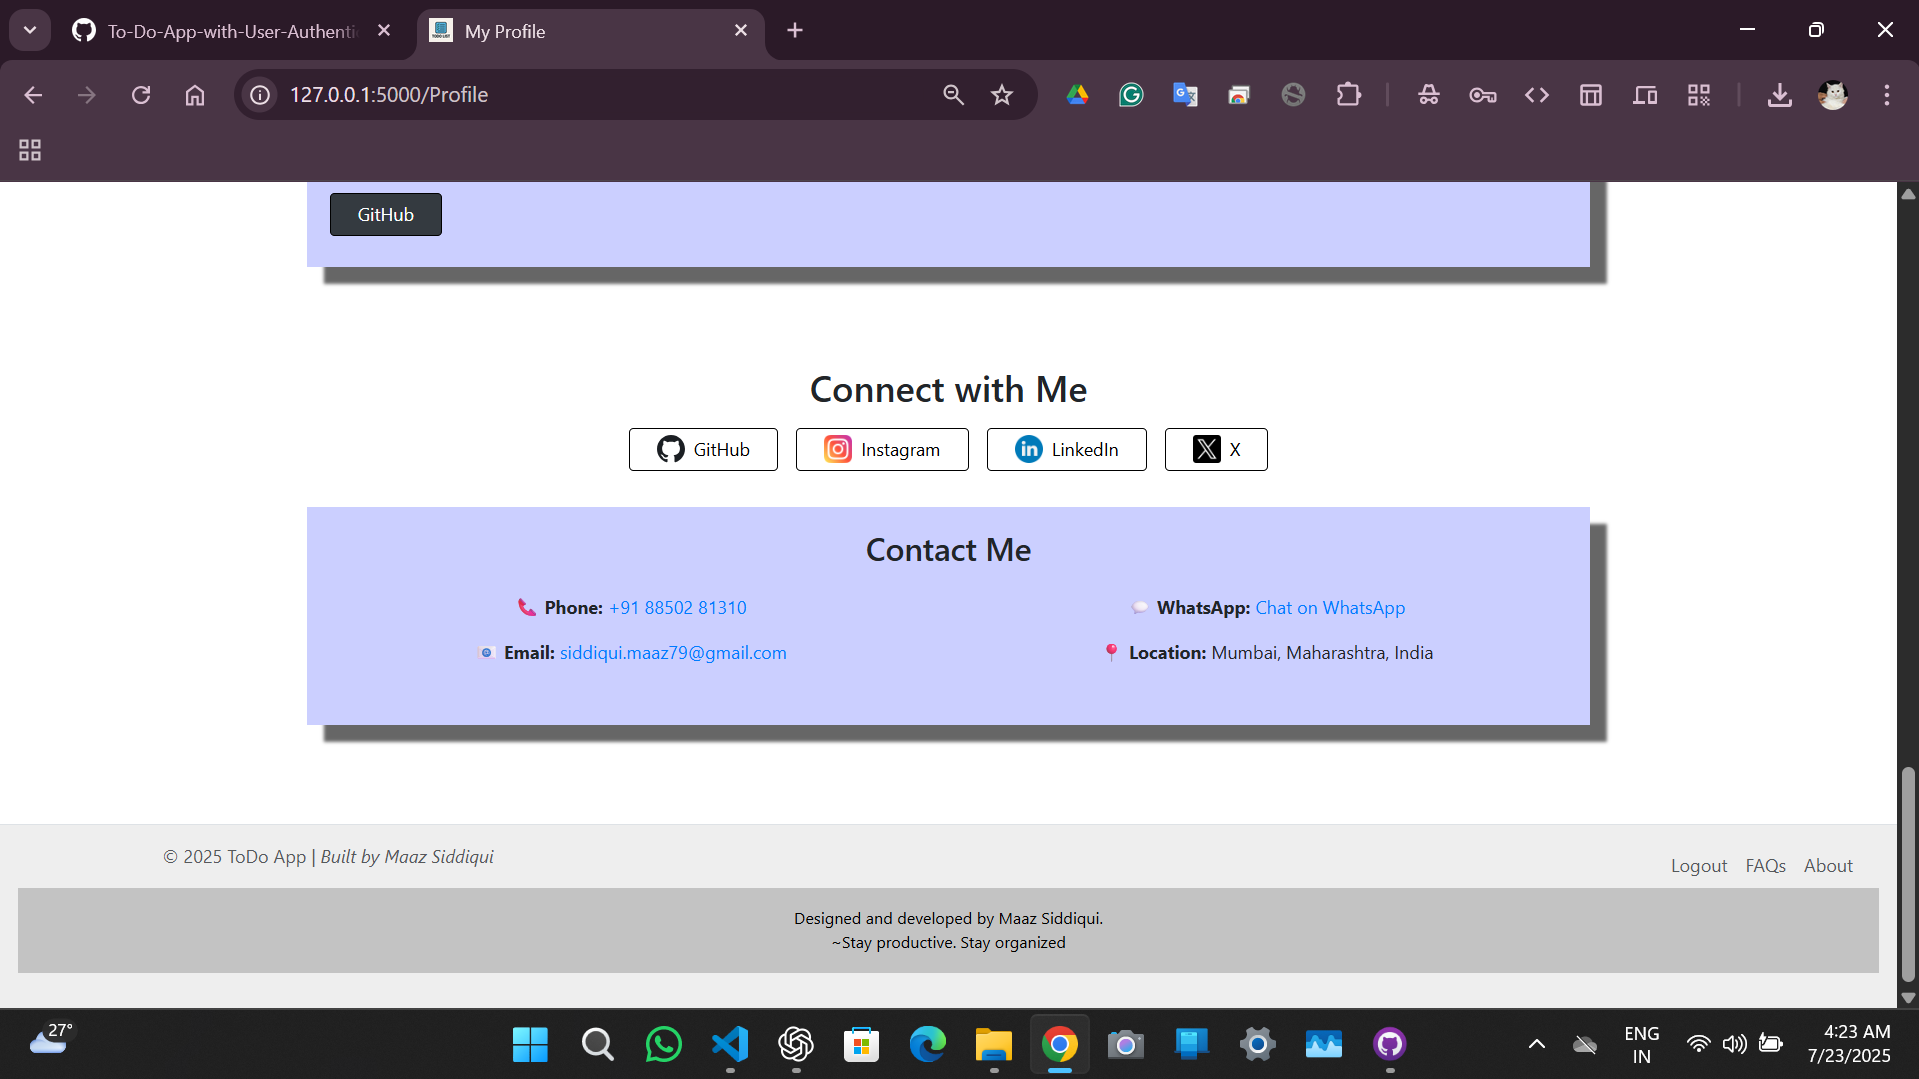 To-Do-App-with-User-Authenti
My Profile
127.0.0.1:5000/Profile
GitHub
Connect with Me
GitHub
Instagram
LinkedIn
X
Contact Me
Phone: +91 88502 81310
WhatsApp: Chat on WhatsApp
Email: siddiqui.maaz79@gmail.com
Location: Mumbai, Maharashtra, India
© 2025 ToDo App | Built by Maaz Siddiqui
Logout FAQs About
Designed and developed by Maaz Siddiqui.
~Stay productive. Stay organized
27°
ENG
IN
4:23 AM
7/23/2025